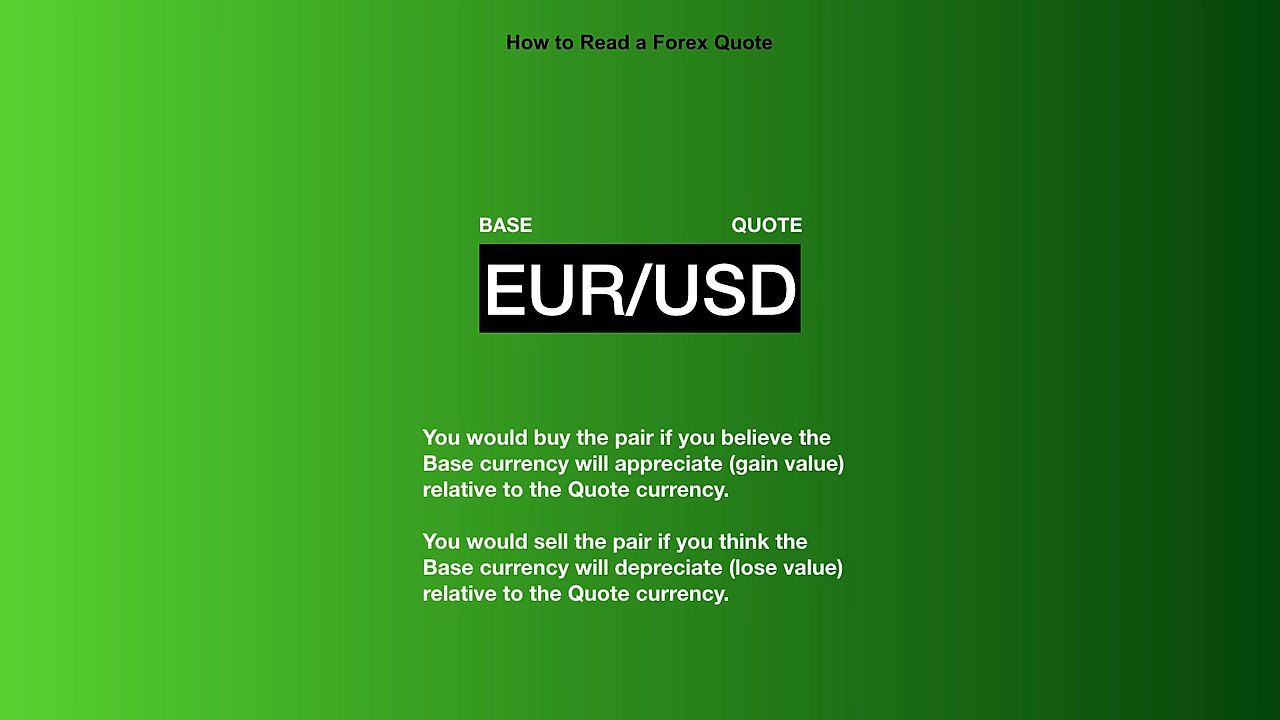 How to Read a Forex Quote
BASE QUOTE
EUR/USD
You would buy the pair if you believe the
Base currency will appreciate (gain value)
relative to the Quote currency.
You would sell the pair if you think the
Base currency will depreciate (lose value)
relative to the Quote currency.